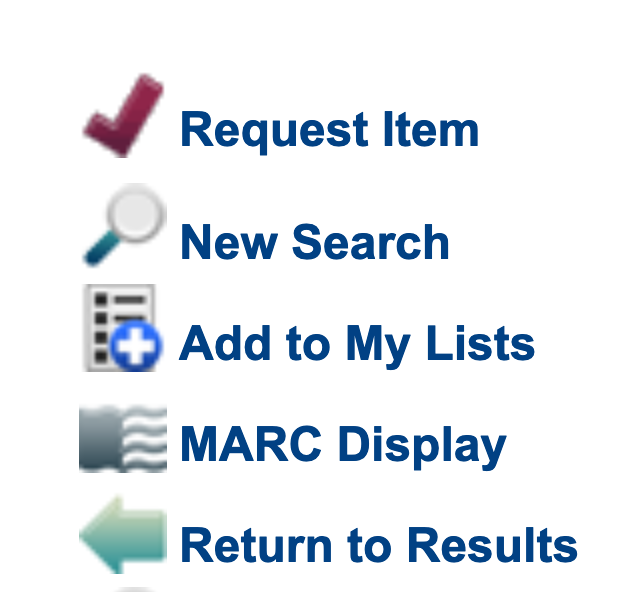 Request Item
New Search
Add to My Lists
MARC Display
Return to Results